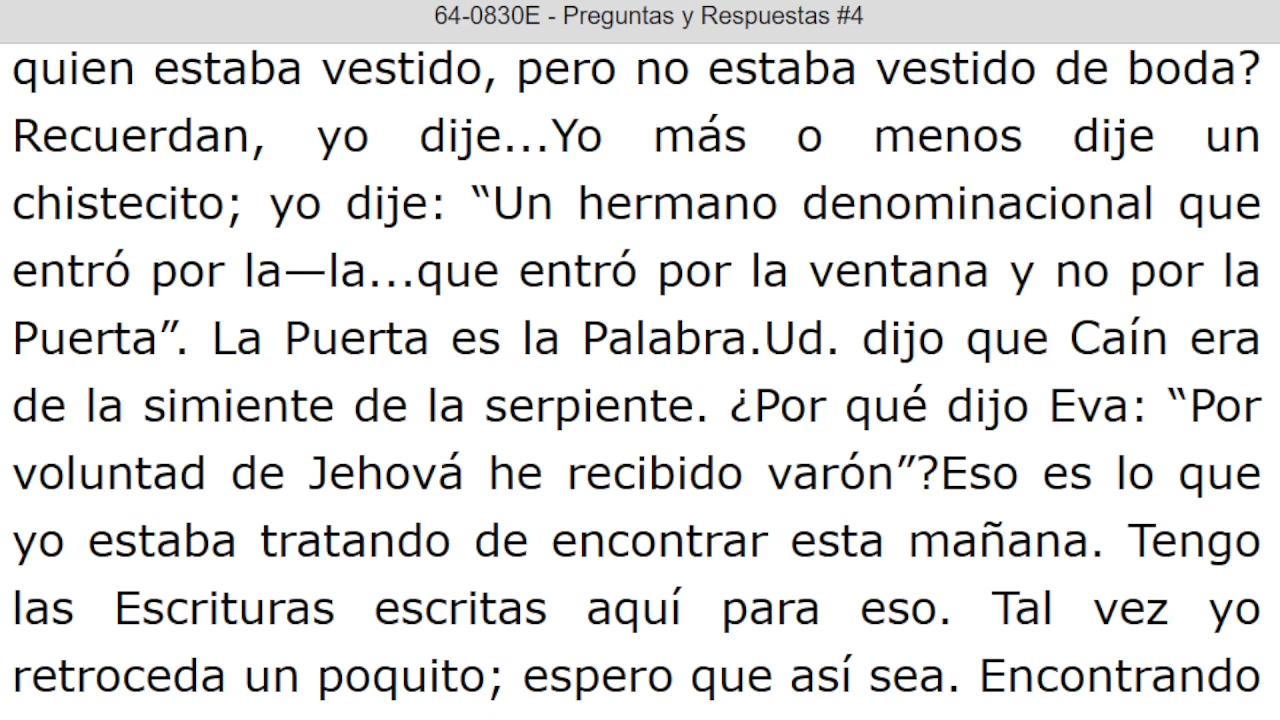 64-0830E - Preguntas y Respuestas #4
quien estaba vestido, pero no estaba vestido de boda?
Recuerdan, yo dije...Yo más o menos dije un
chistecito; yo dije: “Un hermano denominacional que
entró por la—la...que entró por la ventana y no por la
Puerta”. La Puerta es la Palabra.Ud. dijo que Caín era
de la simiente de la serpiente. ¿Por qué dijo Eva: “Por
voluntad de Jehová he recibido varón”?Eso es lo que
yo estaba tratando de encontrar esta mañana. Tengo
las Escrituras escritas aquí para eso. Tal vez yo
retroceda un poquito; espero que así sea. Encontrando